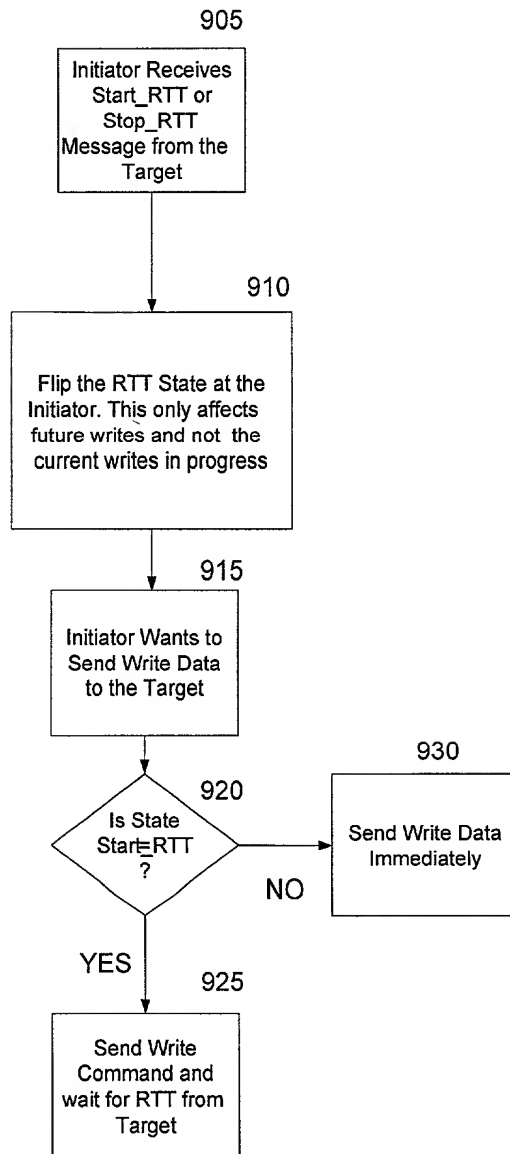 905
Initiator Receives
Start_RTT or
Stop_RTT
Message from the
Target
910
Flip the RTT State at the
Initiator. This only affects
future writes and not the
current writes in progress
915
Initiator Wants to
Send Write Data
to the Target
920
Is State
Start=RTT
?
930
Send Write Data
Immediately
NO
YES
925
Send Write
Command and
wait for RTT from
Target